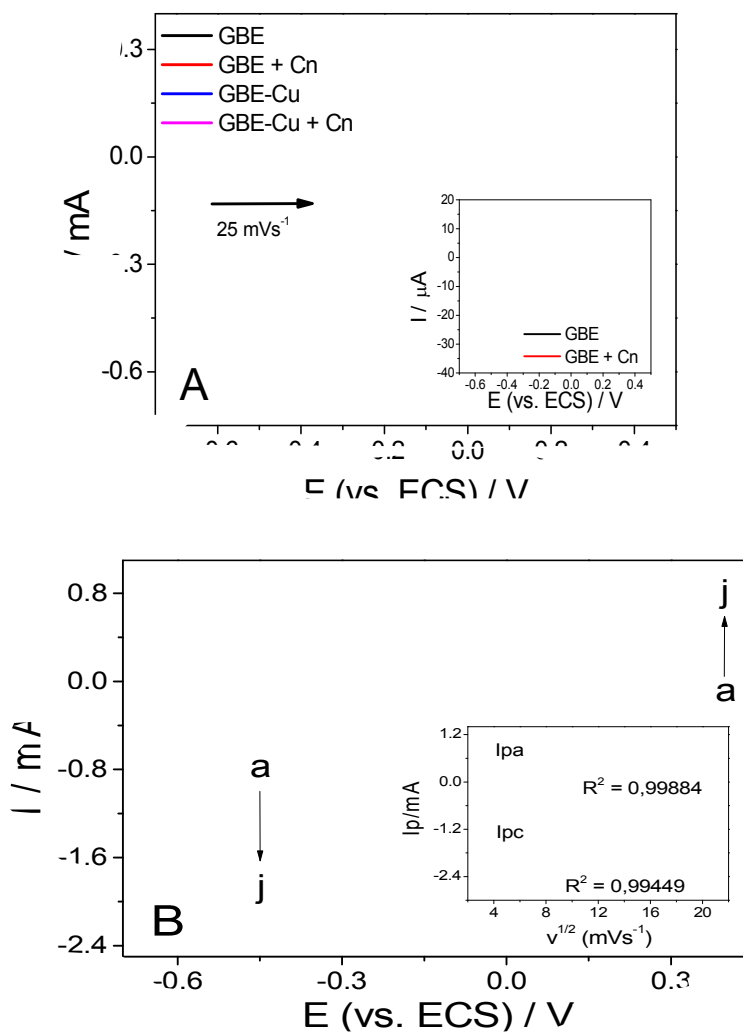 GBE
GBE + Cn
GBE-Cu
GBE-Cu + Cn
0.0
-0.6
/ mA
25 mVs-1
A
20
10
0
-10
-20
-30
-40
I / μA
GBE
GBE + Cn
-0.6 -0.4 -0.2 0.0 0.2 0.4
E (vs. ECS) / V
E (vs. ECS) / V
0.8
0.0
-0.8
-1.6
-2.4
I / mA
j
a
a
j
B
1.2
0.0
-1.2
-2.4
Ip/mA
Ipa
R2 = 0,99884
Ipc
R2 = 0,99449
4 8 12 16 20
v1/2 (mVs-1)
-0.6 -0.3 0.0 0.3
E (vs. ECS) / V